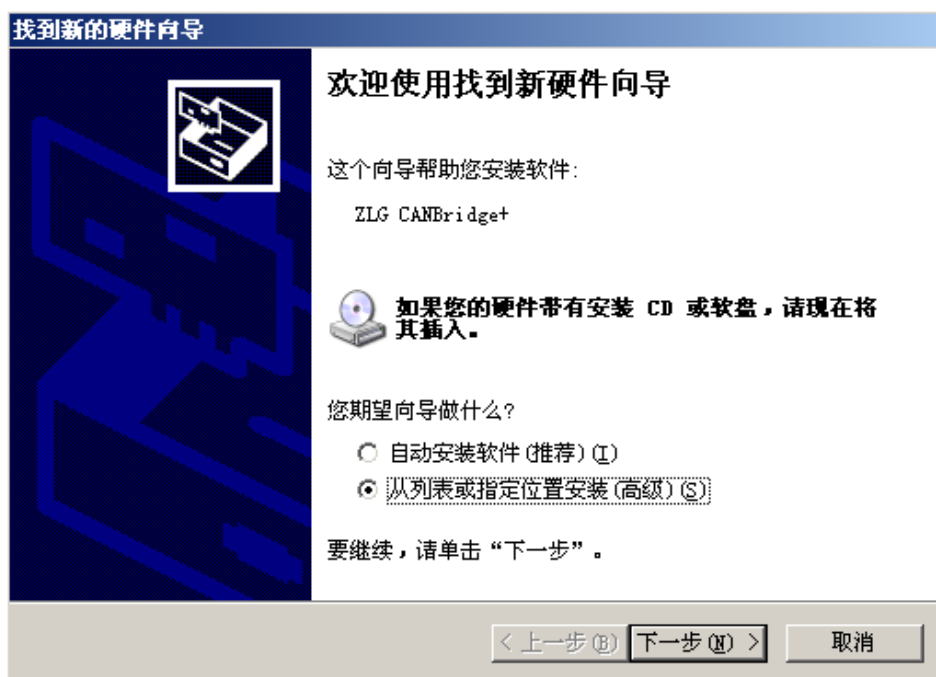 找到新的硬件向导
欢迎使用找到新硬件向导
这个向导帮助您安装软件:
ZLG CANBridge+
如果您的硬件带有安装 CD 或软盘，请现在将
其插入。
您期望向导做什么?
自动安装软件(推荐)(I)
从列表或指定位置安装(高级)(S)
要继续，请单击“下一步”。
< 上一步(B) 下一步(N) > 取消